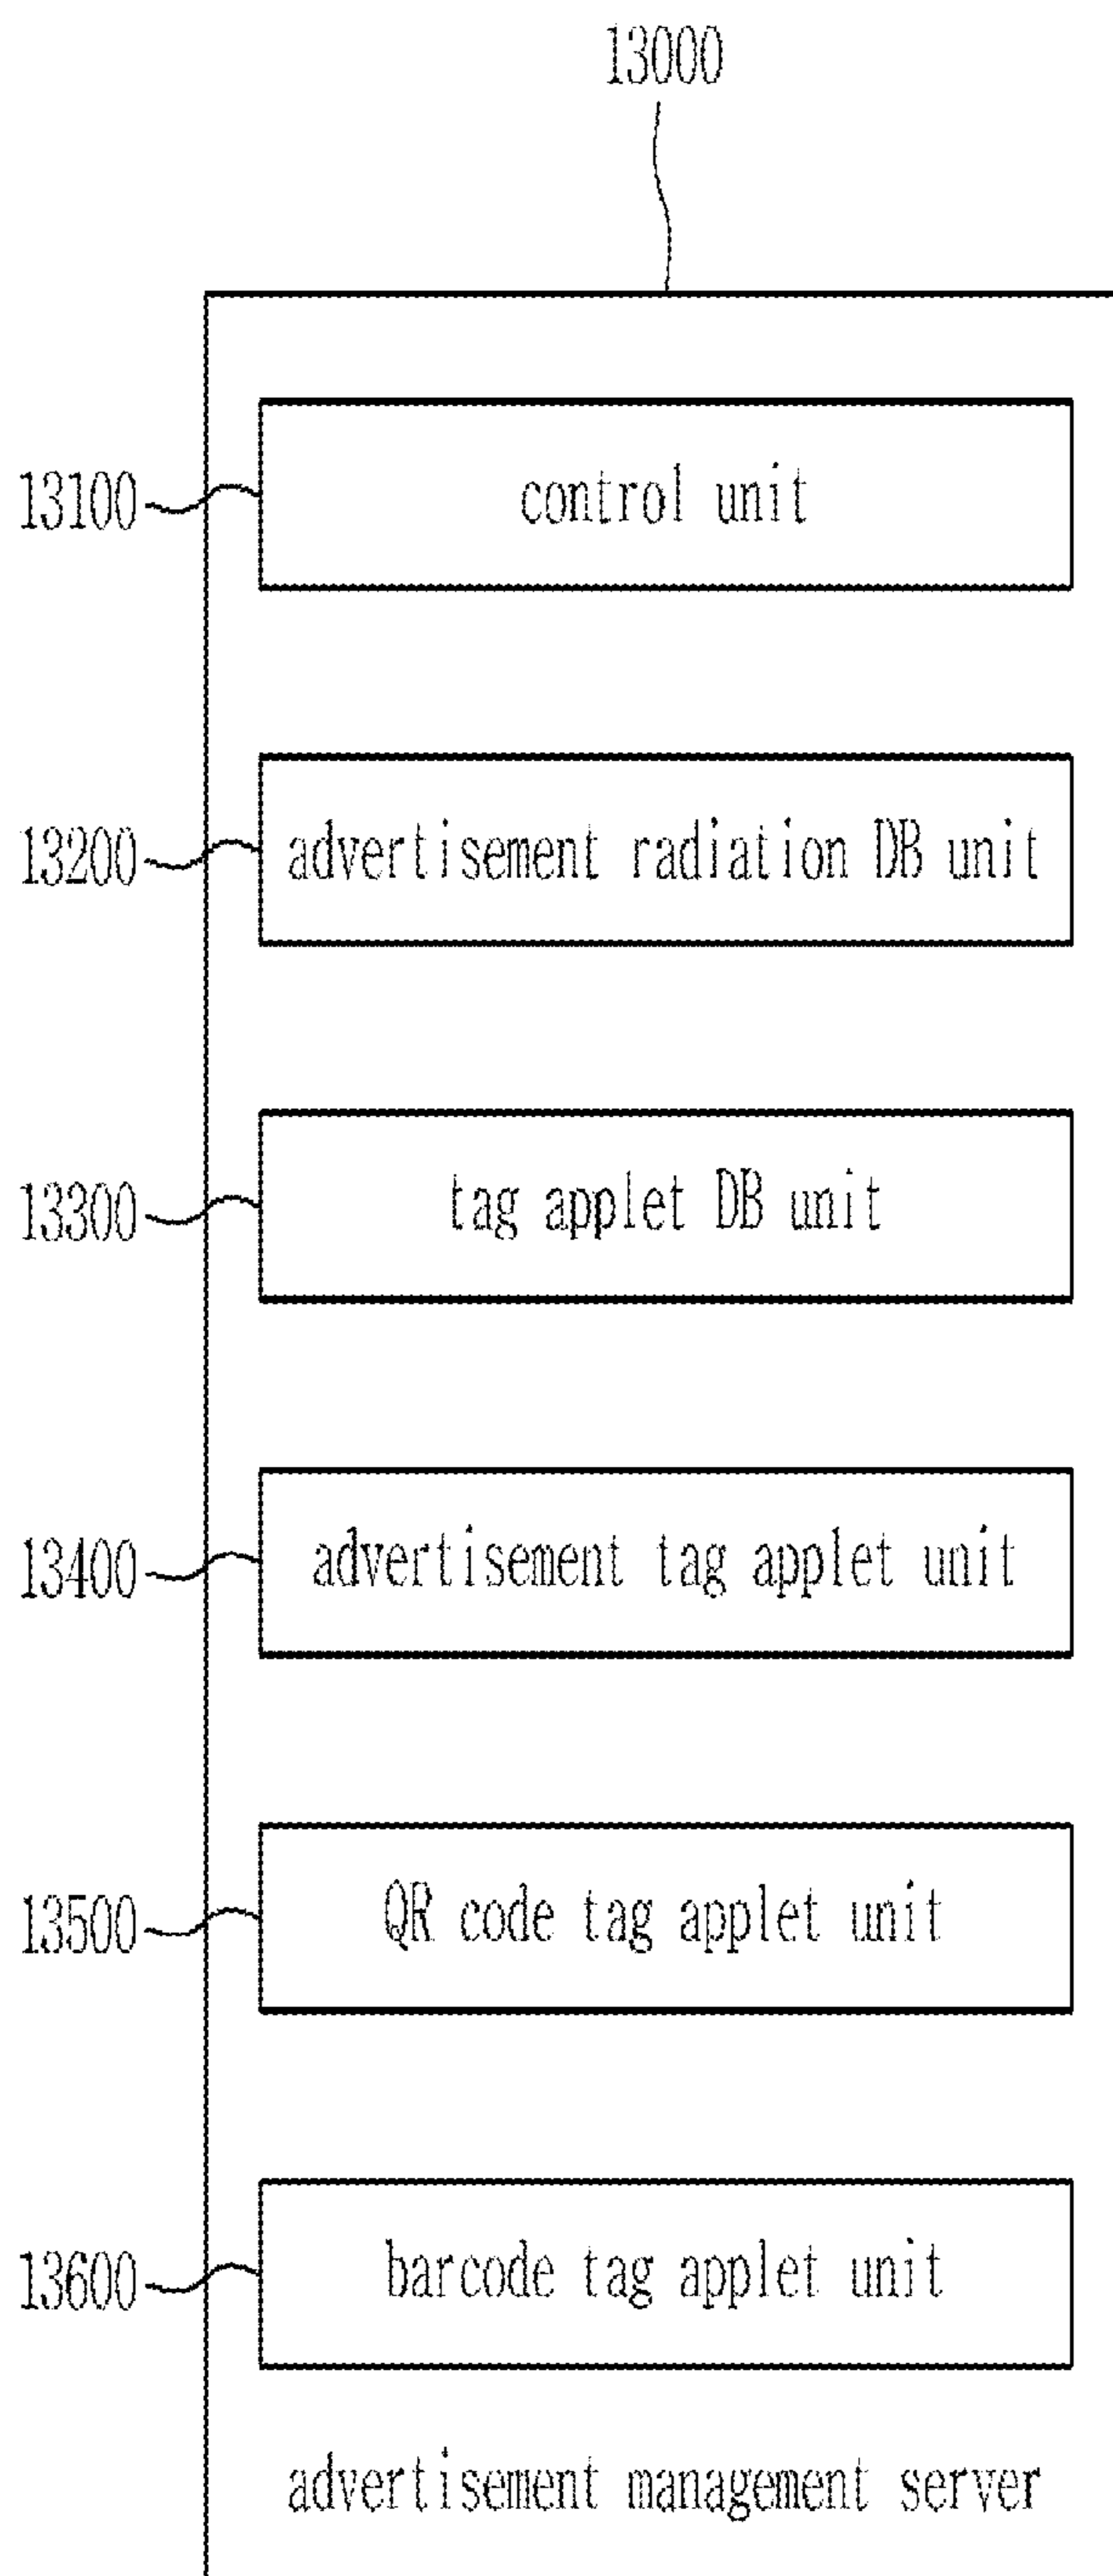 13000
13100 control unit
13200 advertisement radiation DB unit
13300 tag applet DB unit
13400 advertisement tag applet unit
13500 QR code tag applet unit
13600 barcode tag applet unit
advertisement management server